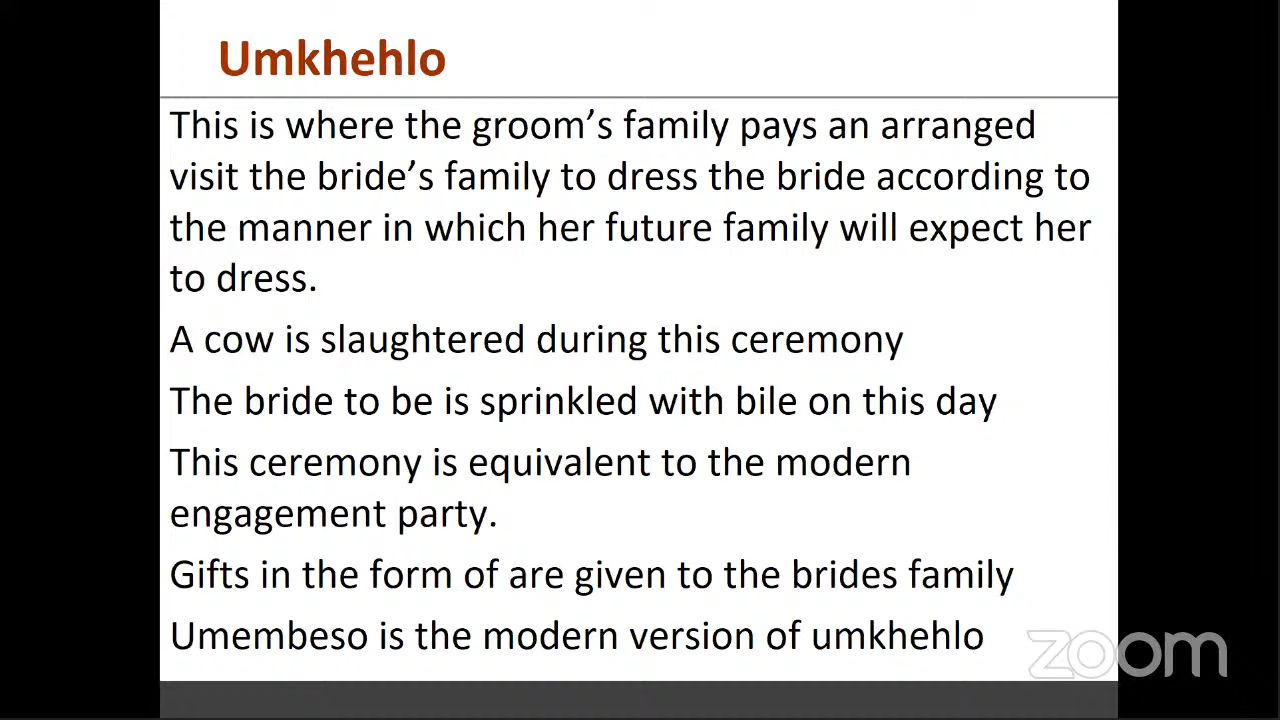 Umkhehlo
This is where the groom’s family pays an arranged
visit the bride’s family to dress the bride according to
the manner in which her future family will expect her
to dress.
A cow is slaughtered during this ceremony
The bride to be is sprinkled with bile on this day
This ceremony is equivalent to the modern
engagement party.
Gifts in the form of are given to the brides family
Umembeso is the modern version of umkhehlo
zoom